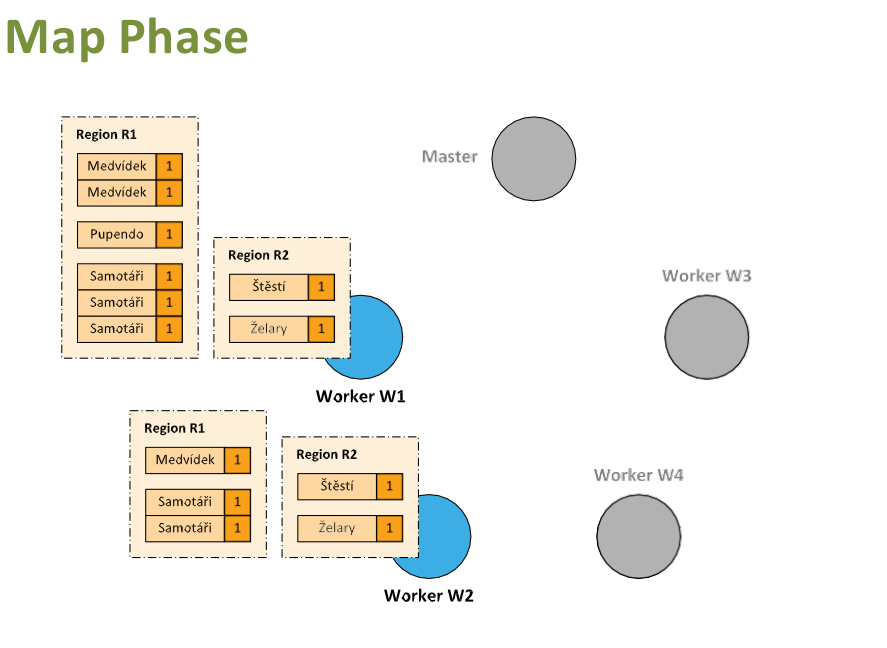 Map Phase
Master
Region R1
Medvídek 1
Medvídek 1
Pupendo 1
Samotáři 1
Samotáři 1
Samotáři 1
Region R2
Štěstí 1
Želary 1
Worker W1
Worker W3
Region R1
Medvídek 1
Samotáři 1
Samotáři 1
Region R2
Štěstí 1
Želary 1
Worker W2
Worker W4